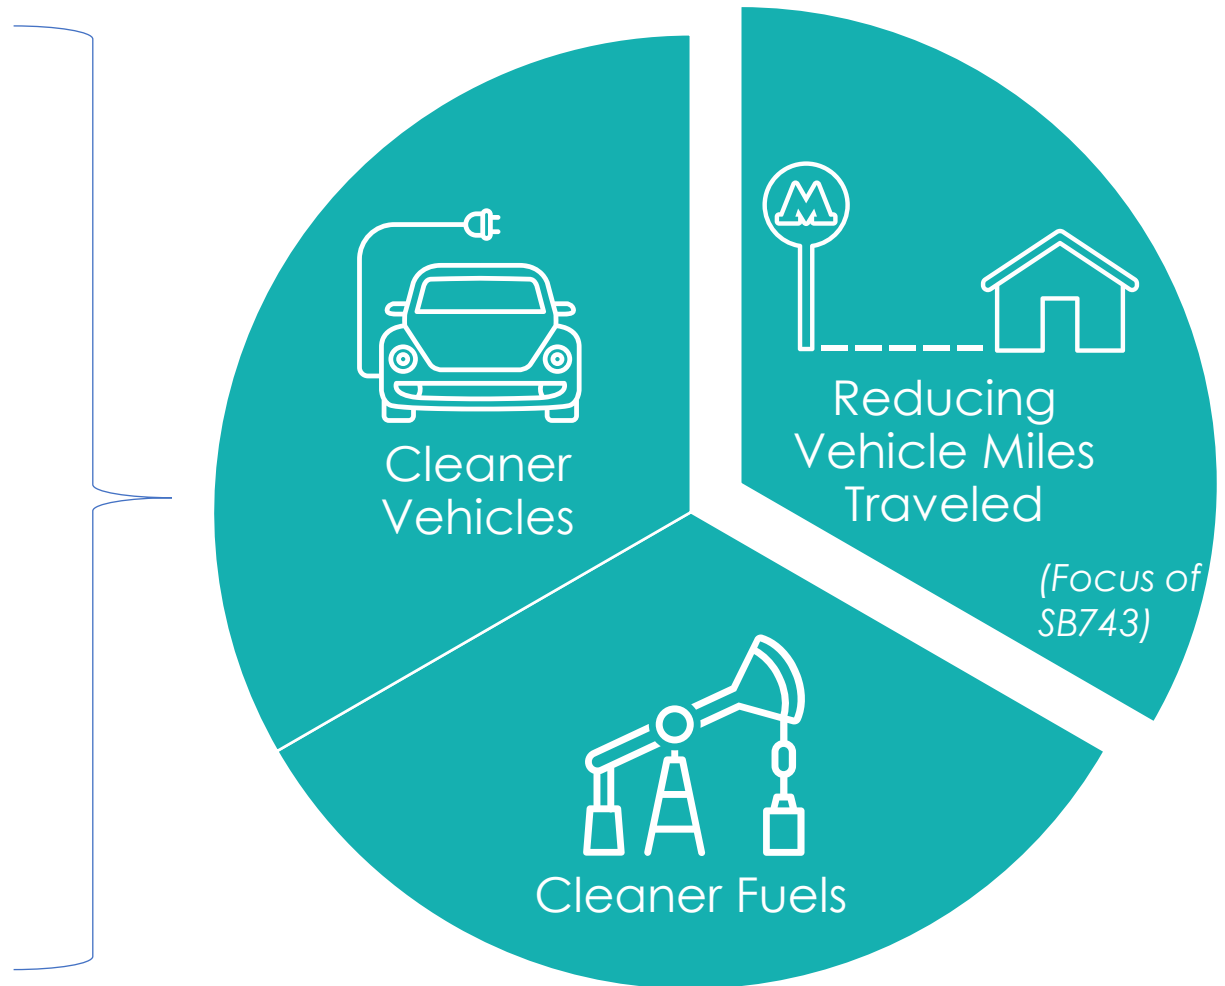 M
Cleaner
Vehicles
Reducing
Vehicle Miles
Traveled
(Focus of
SB743)
Cleaner Fuels